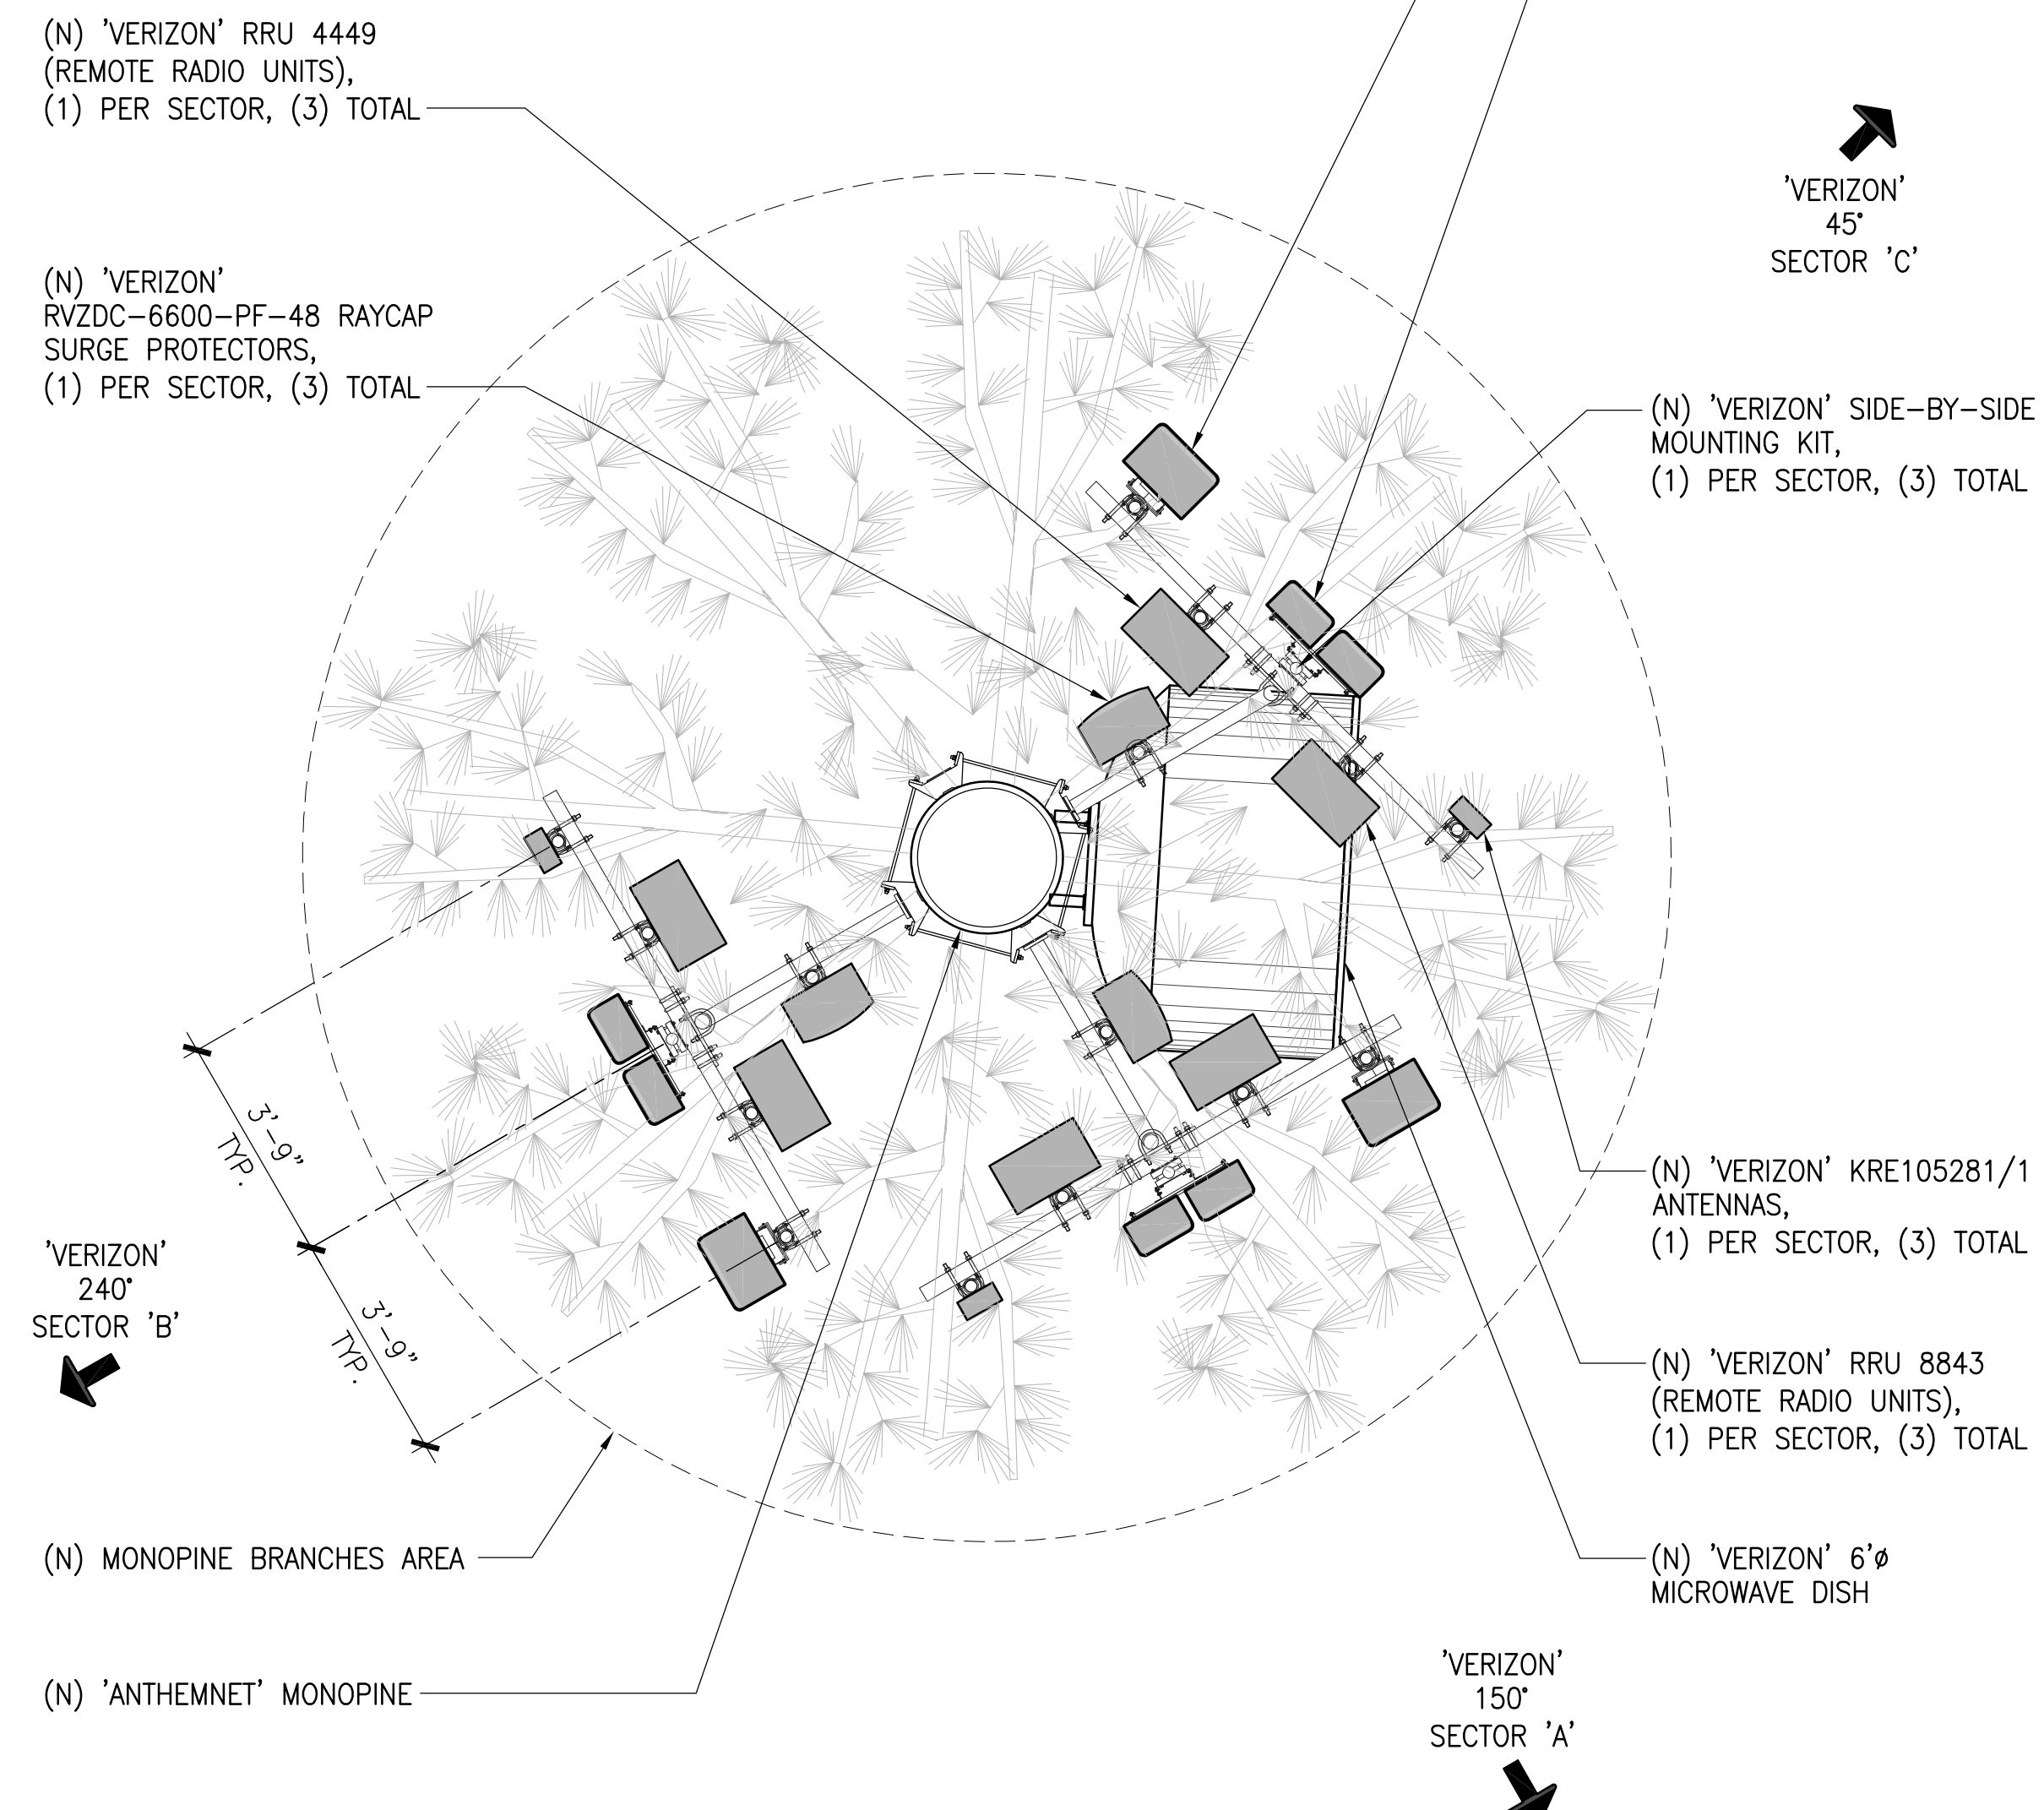 (N) 'VERIZON' RRU 4449
(REMOTE RADIO UNITS),
(1) PER SECTOR, (3) TOTAL
(N) 'VERIZON'
RVZDC-6600-PF-48 RAYCAP
SURGE PROTECTORS,
(1) PER SECTOR, (3) TOTAL
'VERIZON'
45°
SECTOR 'C'
(N) 'VERIZON' SIDE-BY-SIDE
MOUNTING KIT,
(1) PER SECTOR, (3) TOTAL
3'-9"
TYP.
3'-9"
TYP.
'VERIZON'
240°
SECTOR 'B'
(N) 'VERIZON' KRE105281/1
ANTENNAS,
(1) PER SECTOR, (3) TOTAL
(N) 'VERIZON' RRU 8843
(REMOTE RADIO UNITS),
(1) PER SECTOR, (3) TOTAL
(N) MONOPINE BRANCHES AREA
(N) 'VERIZON' 6'ø
MICROWAVE DISH
(N) 'ANTHEMNET' MONOPINE
'VERIZON'
150°
SECTOR 'A'